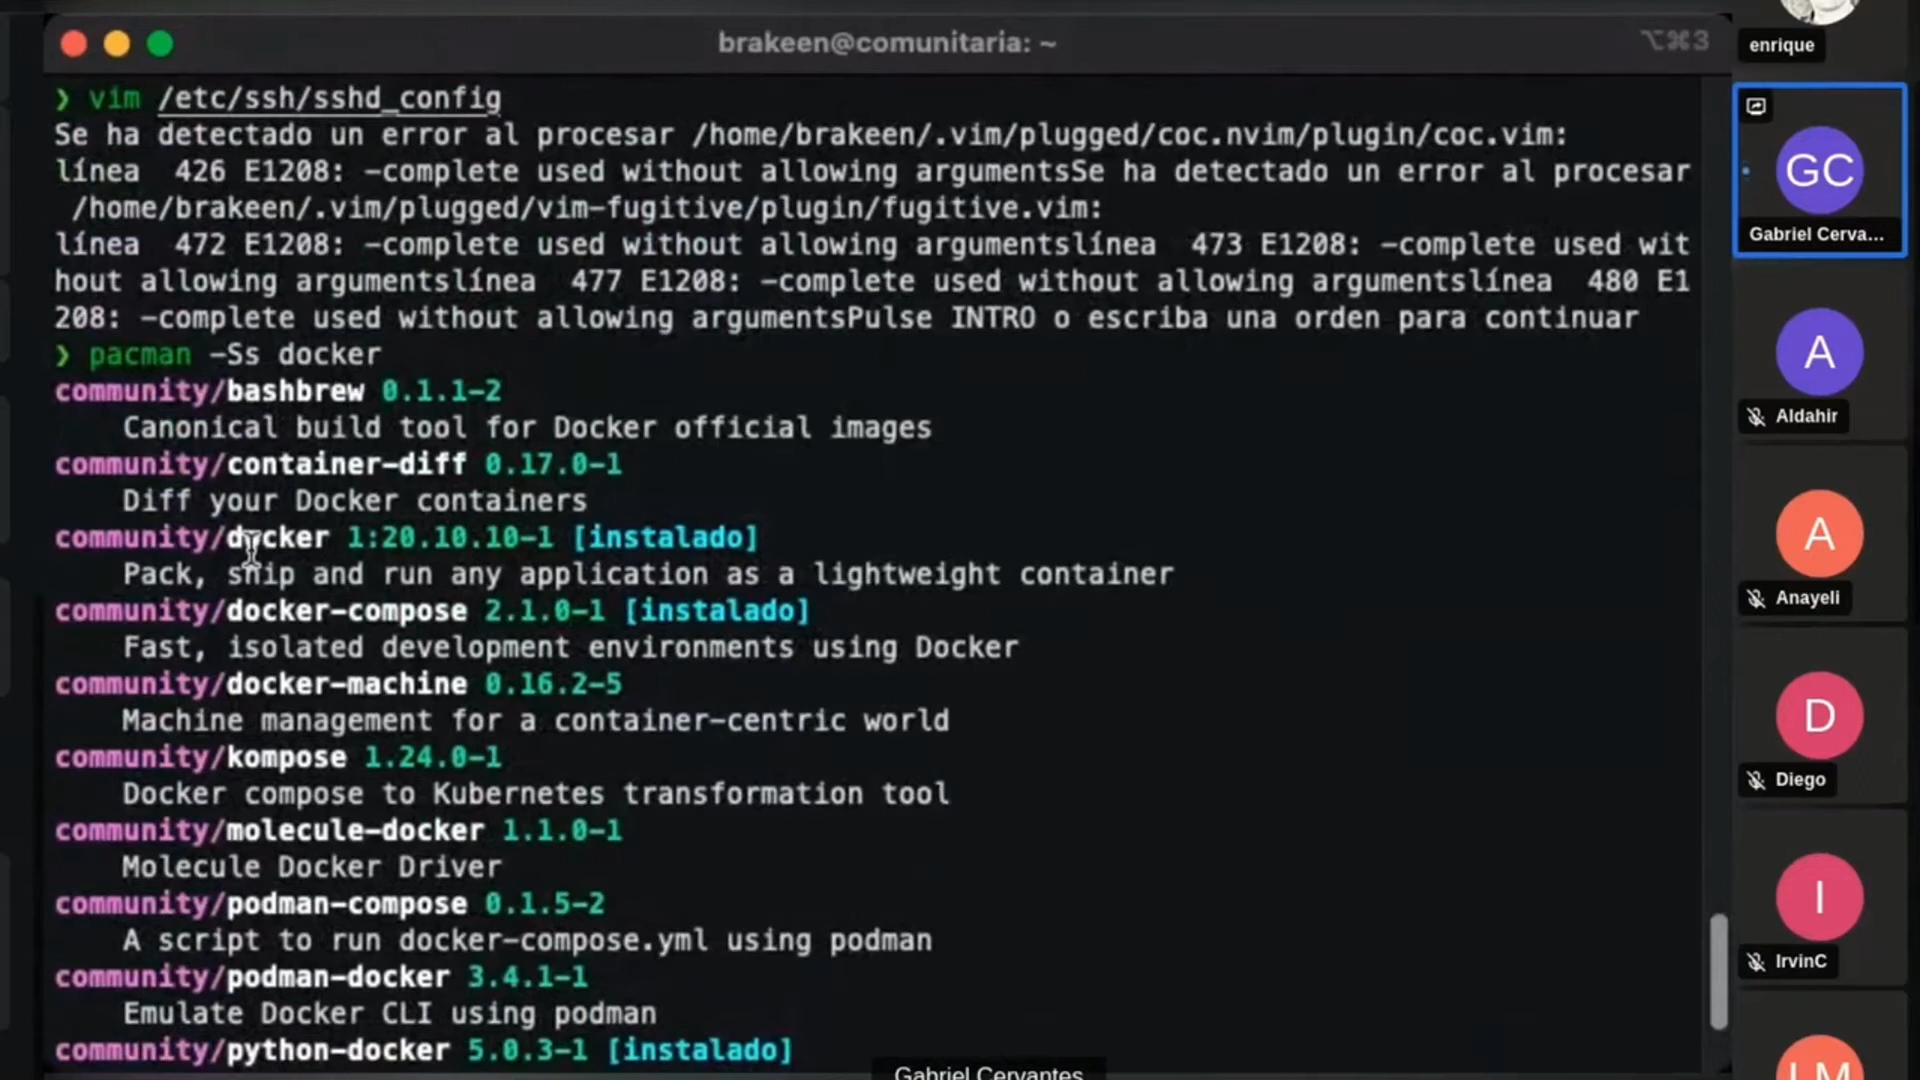 brakeen@comunitaria: ~
⌥⌘3
❯ vim /etc/ssh/sshd_config
Se ha detectado un error al procesar /home/brakeen/.vim/plugged/coc.nvim/plugin/coc.vim:
línea  426 E1208: -complete used without allowing argumentsSe ha detectado un error al procesar
/home/brakeen/.vim/plugged/vim-fugitive/plugin/fugitive.vim:
línea  472 E1208: -complete used without allowing argumentslínea  473 E1208: -complete used wit
hout allowing argumentslínea  477 E1208: -complete used without allowing argumentslínea  480 E1
208: -complete used without allowing argumentsPulse INTRO o escriba una orden para continuar
❯ pacman -Ss docker
community/bashbrew 0.1.1-2
Canonical build tool for Docker official images
community/container-diff 0.17.0-1
Diff your Docker containers
community/docker 1:20.10.10-1 [instalado]
Pack, ship and run any application as a lightweight container
community/docker-compose 2.1.0-1 [instalado]
Fast, isolated development environments using Docker
community/docker-machine 0.16.2-5
Machine management for a container-centric world
community/kompose 1.24.0-1
Docker compose to Kubernetes transformation tool
community/molecule-docker 1.1.0-1
Molecule Docker Driver
community/podman-compose 0.1.5-2
A script to run docker-compose.yml using podman
community/podman-docker 3.4.1-1
Emulate Docker CLI using podman
community/python-docker 5.0.3-1 [instalado]
Gabriel Cervantes
enrique
GC
Gabriel Cerva...
A
Aldahir
A
Anayeli
D
Diego
I
IrvinC
LM